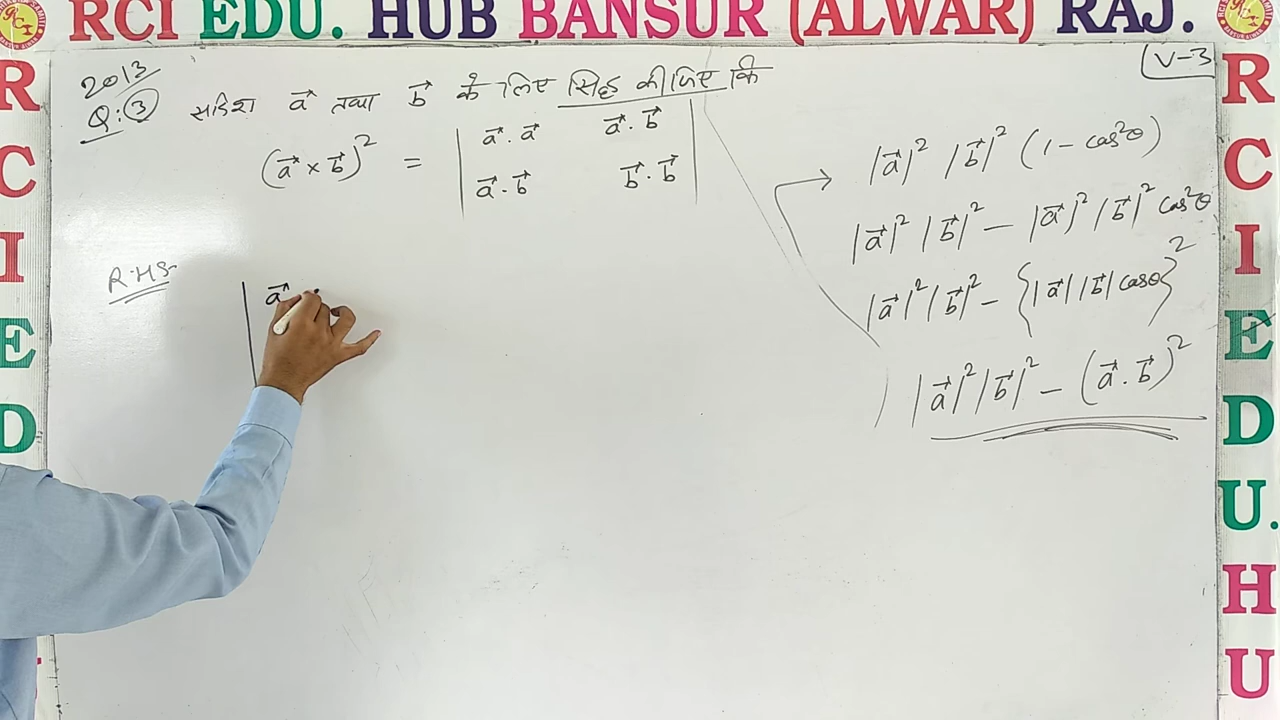 RCI EDU. HUB BANSUR (ALWAR) RAJ.
R
C
I
E
D
V-3
2013
Q:③ सदिश a⃗ तथा b⃗ के लिए सिद्ध कीजिए कि
(a⃗ × b⃗)² = | a⃗·a⃗ a⃗·b⃗ |
| a⃗·b⃗ b⃗·b⃗ |
R.H.S.
| a⃗ ·
→ |a⃗|² |b⃗|² (1 - cos²θ)
|a⃗|² |b⃗|² - |a⃗|² |b⃗|² cos²θ
|a⃗|² |b⃗|² - {|a⃗| |b⃗| cosθ}²
|a⃗|² |b⃗|² - (a⃗·b⃗)²
R
C
I
E
D
U.
H
U